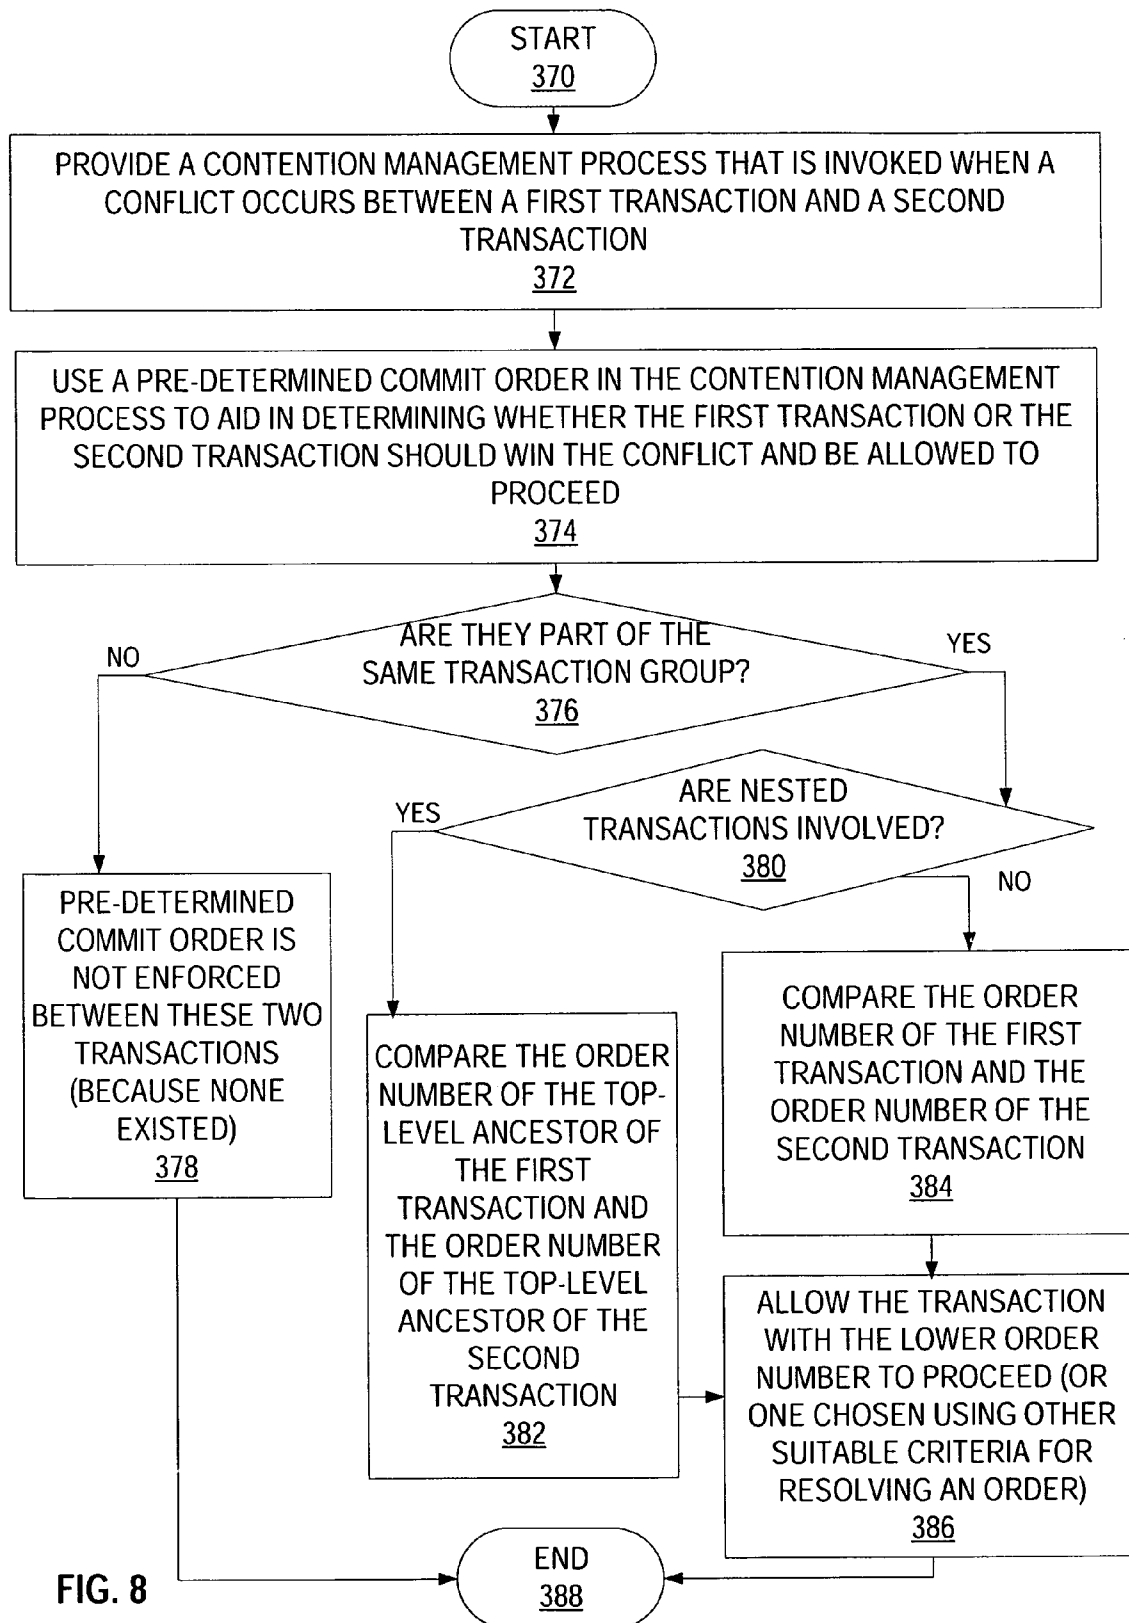 START
370
PROVIDE A CONTENTION MANAGEMENT PROCESS THAT IS INVOKED WHEN A
CONFLICT OCCURS BETWEEN A FIRST TRANSACTION AND A SECOND
TRANSACTION
372
USE A PRE-DETERMINED COMMIT ORDER IN THE CONTENTION MANAGEMENT
PROCESS TO AID IN DETERMINING WHETHER THE FIRST TRANSACTION OR THE
SECOND TRANSACTION SHOULD WIN THE CONFLICT AND BE ALLOWED TO
PROCEED
374
ARE THEY PART OF THE
SAME TRANSACTION GROUP?
376
NO
YES
ARE NESTED
TRANSACTIONS INVOLVED?
380
YES
NO
PRE-DETERMINED
COMMIT ORDER IS
NOT ENFORCED
BETWEEN THESE TWO
TRANSACTIONS
(BECAUSE NONE
EXISTED)
378
COMPARE THE ORDER
NUMBER OF THE TOP-
LEVEL ANCESTOR OF
THE FIRST
TRANSACTION AND
THE ORDER NUMBER
OF THE TOP-LEVEL
ANCESTOR OF THE
SECOND
TRANSACTION
382
COMPARE THE ORDER
NUMBER OF THE FIRST
TRANSACTION AND THE
ORDER NUMBER OF THE
SECOND TRANSACTION
384
ALLOW THE TRANSACTION
WITH THE LOWER ORDER
NUMBER TO PROCEED (OR
ONE CHOSEN USING OTHER
SUITABLE CRITERIA FOR
RESOLVING AN ORDER)
386
END
388
FIG. 8